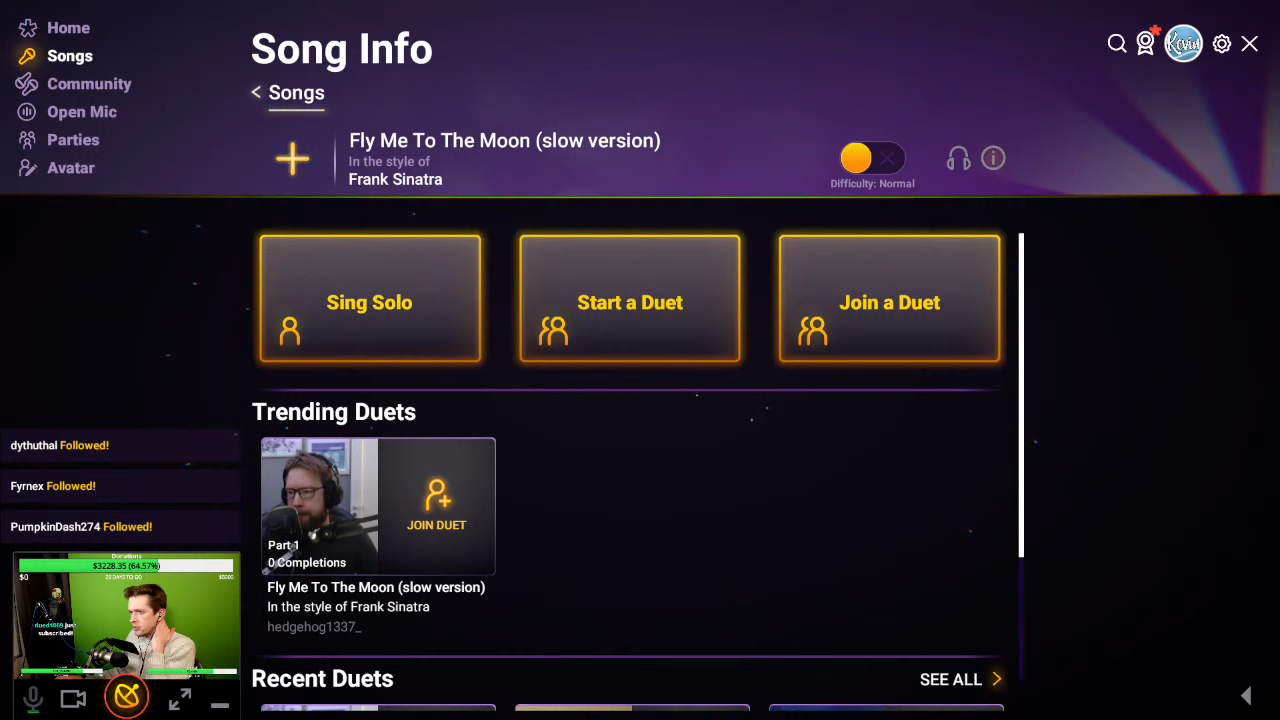 Home
Songs
Community
Open Mic
Parties
Avatar
Song Info
Songs
Kevin
Fly Me To The Moon (slow version)
In the style of
Frank Sinatra
Difficulty: Normal
Sing Solo
Start a Duet
Join a Duet
Trending Duets
JOIN DUET
Part 1
0 Completions
Fly Me To The Moon (slow version)
In the style of Frank Sinatra
hedgehog1337_
Recent Duets
SEE ALL
dythuthal Followed!
Fyrnex Followed!
PumpkinDash274 Followed!
Donations
$3228.35 (64.57%)
$0
$5000
just
subscribed!